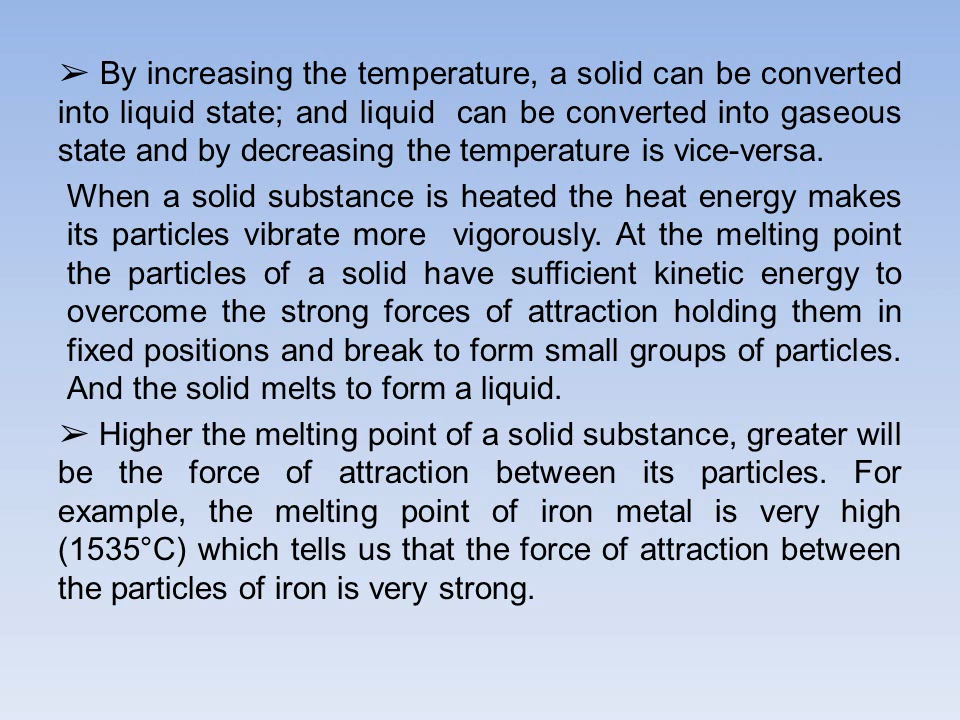 ➢ By increasing the temperature, a solid can be converted
into liquid state; and liquid can be converted into gaseous
state and by decreasing the temperature is vice-versa.
When a solid substance is heated the heat energy makes
its particles vibrate more vigorously. At the melting point
the particles of a solid have sufficient kinetic energy to
overcome the strong forces of attraction holding them in
fixed positions and break to form small groups of particles.
And the solid melts to form a liquid.
➢ Higher the melting point of a solid substance, greater will
be the force of attraction between its particles. For
example, the melting point of iron metal is very high
(1535°C) which tells us that the force of attraction between
the particles of iron is very strong.